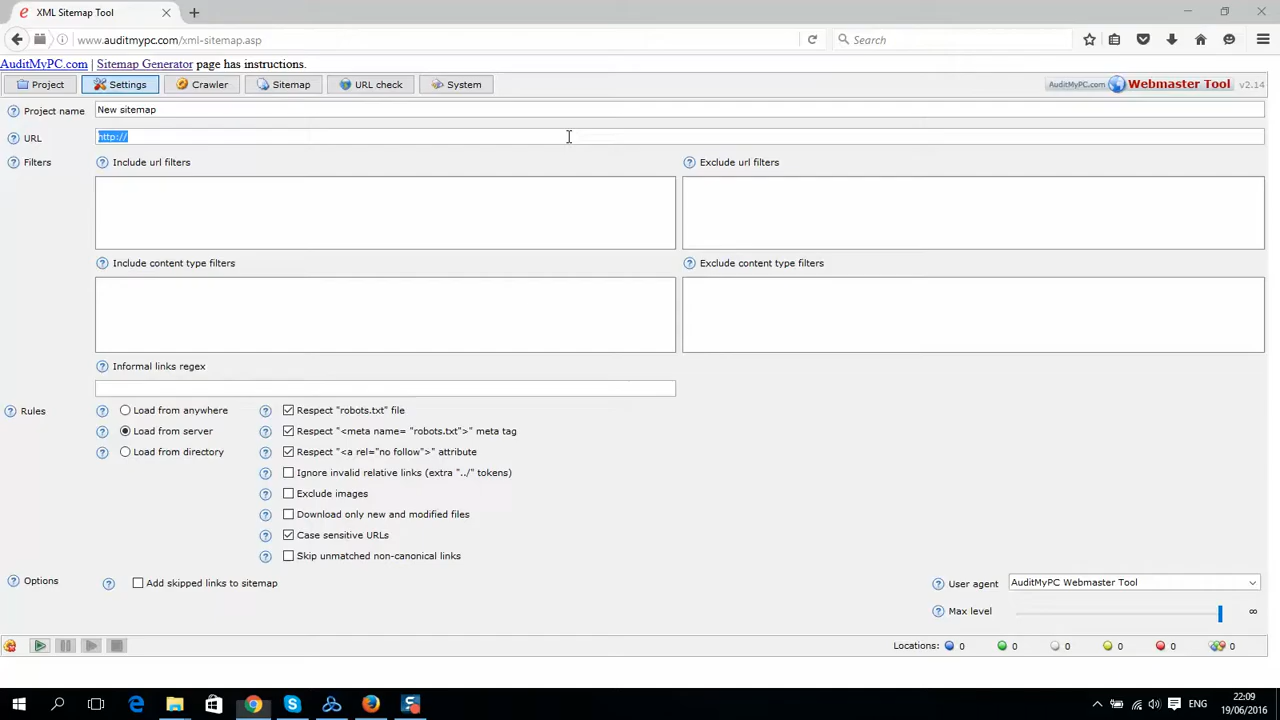 XML Sitemap Tool
www.auditmypc.com/xml-sitemap.asp
Search
AuditMyPC.com | Sitemap Generator page has instructions.
Project Settings Crawler Sitemap URL check System AuditMyPC.com Webmaster Tool v2.14
Project name New sitemap
URL http://
Filters Include url filters Exclude url filters
Include content type filters Exclude content type filters
Informal links regex
Rules Load from anywhere Respect "robots.txt" file
Load from server Respect "<meta name= "robots.txt">" meta tag
Load from directory Respect "<a rel="no follow">" attribute
Ignore invalid relative links (extra "../" tokens)
Exclude images
Download only new and modified files
Case sensitive URLs
Skip unmatched non-canonical links
Options Add skipped links to sitemap User agent AuditMyPC Webmaster Tool
Max level ∞
Locations: 0 0 0 0 0 0
22:09
ENG
19/06/2016